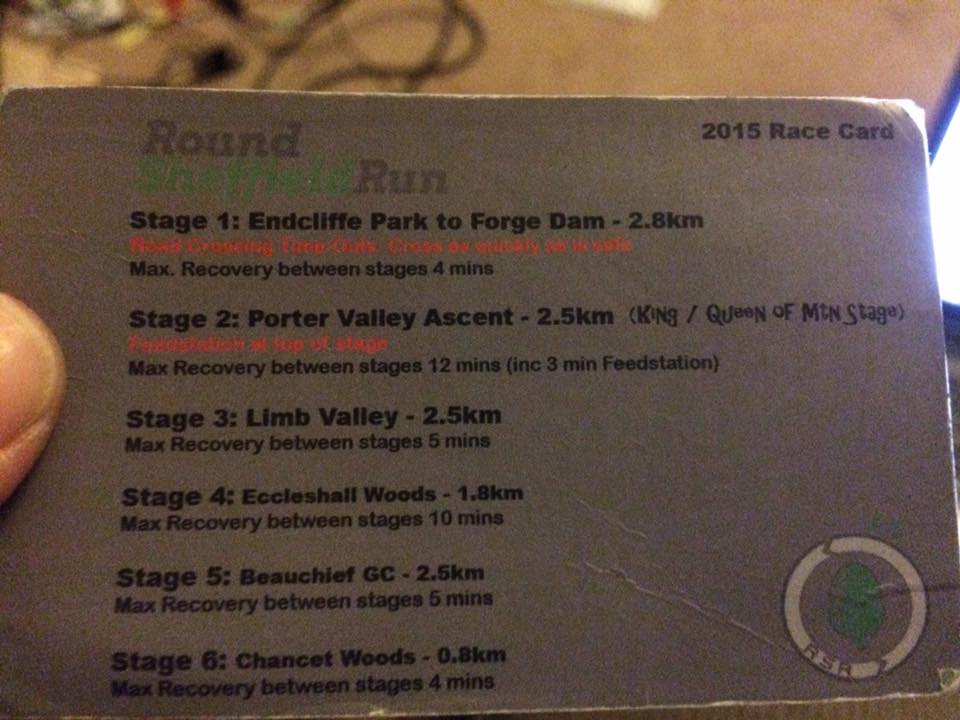 Round
SheffieldRun
2015 Race Card
Stage 1: Endcliffe Park to Forge Dam - 2.8km
Road Crossing Time-Outs. Cross as quickly as is safe
Max. Recovery between stages 4 mins
Stage 2: Porter Valley Ascent - 2.5km (King / Queen of Mtn Stage)
Feedstation at top of stage
Max Recovery between stages 12 mins (inc 3 min Feedstation)
Stage 3: Limb Valley - 2.5km
Max Recovery between stages 5 mins
Stage 4: Eccleshall Woods - 1.8km
Max Recovery between stages 10 mins
Stage 5: Beauchief GC - 2.5km
Max Recovery between stages 5 mins
Stage 6: Chancet Woods - 0.8km
Max Recovery between stages 4 mins
RSR